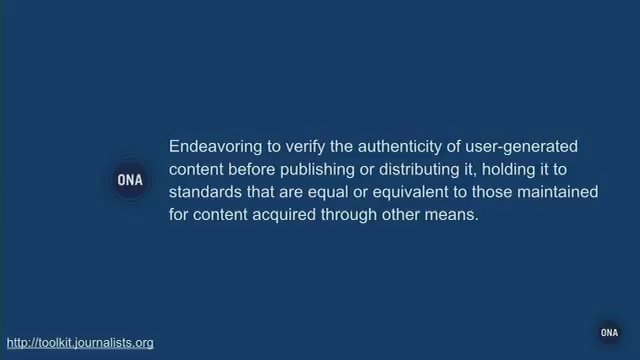 Endeavoring to verify the authenticity of user-generated
content before publishing or distributing it, holding it to
ONA
standards that are equal or equivalent to those maintained
for content acquired through other means.
ONA
http://toolkit.journalists.org